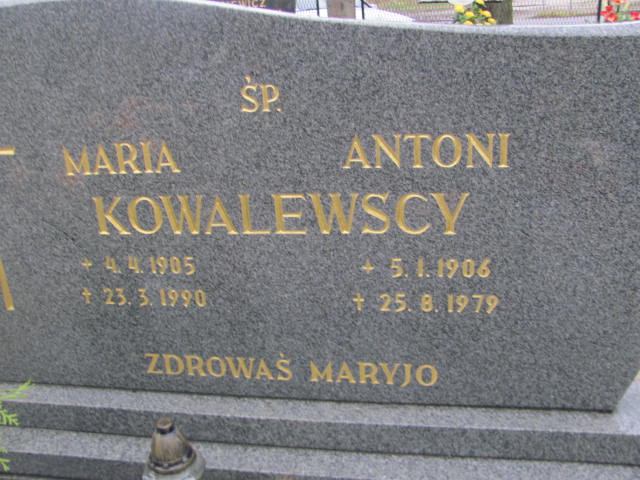 ŚP.
MARIA ANTONI
KOWALEWSCY
+ 4.4.1905 + 5.1.1906
✝ 23.3.1990 ✝ 25.8.1979
ZDROWAŚ MARYJO